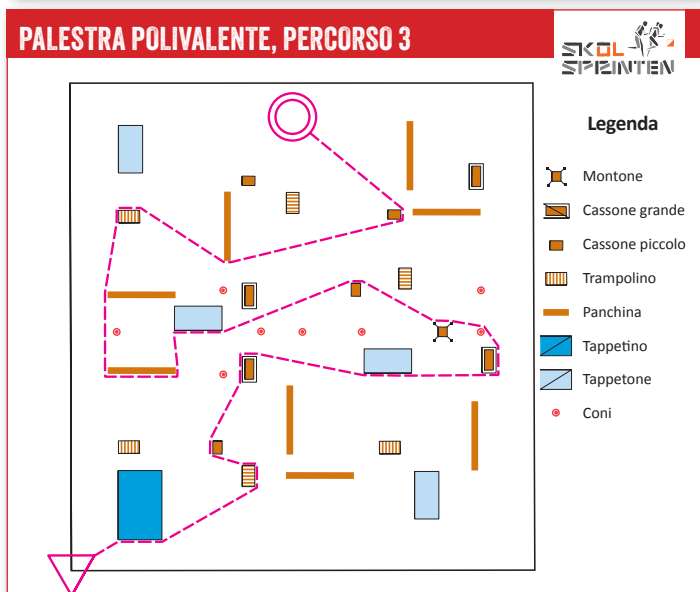 PALESTRA POLIVALENTE, PERCORSO 3
SKOL
SPRINTEN
Legenda
Montone
Cassone grande
Cassone piccolo
Trampolino
Panchina
Tappetino
Tappetone
Coni